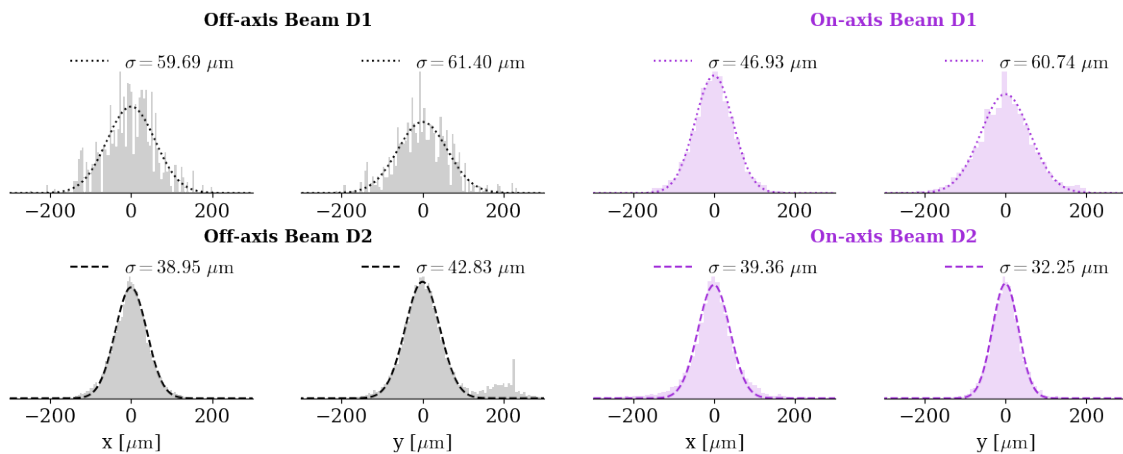 Off-axis Beam D1
On-axis Beam D1
σ = 59.69 μm
σ = 61.40 μm
σ = 46.93 μm
σ = 60.74 μm
−200 0 200
−200 0 200
−200 0 200
−200 0 200
Off-axis Beam D2
On-axis Beam D2
σ = 38.95 μm
σ = 42.83 μm
σ = 39.36 μm
σ = 32.25 μm
−200 0 200
−200 0 200
−200 0 200
−200 0 200
x [μm]
y [μm]
x [μm]
y [μm]